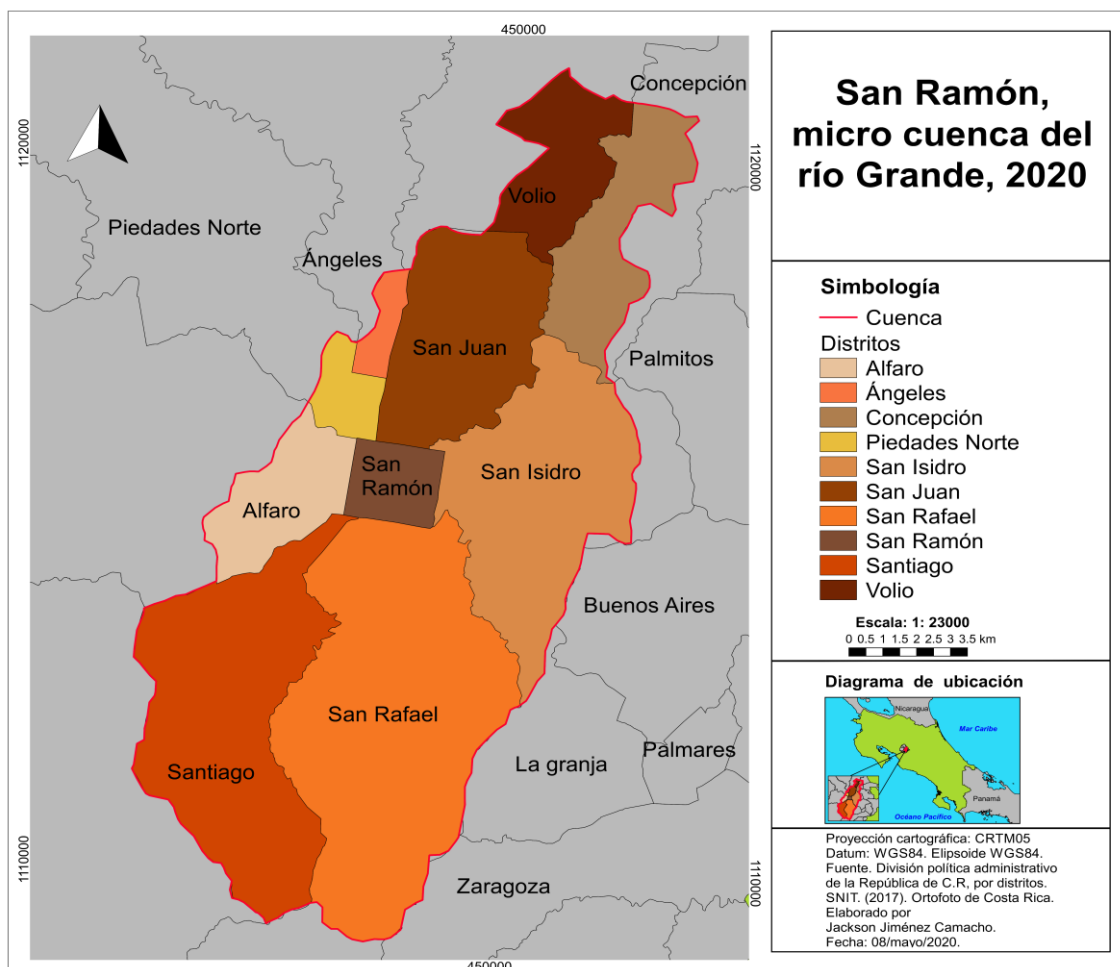 450000
Concepción
1120000
1120000
Volio
Piedades Norte
Ángeles
San Juan
Palmitos
San
Ramón
San Isidro
Alfaro
Buenos Aires
San Rafael
Palmares
La granja
Santiago
1110000
1110000
Zaragoza
450000
San Ramón,
micro cuenca del
río Grande, 2020
Simbología
Cuenca
Distritos
Alfaro
Ángeles
Concepción
Piedades Norte
San Isidro
San Juan
San Rafael
San Ramón
Santiago
Volio
Escala: 1: 23000
0 0.5 1 1.5 2 2.5 3 3.5 km
Diagrama de ubicación
Nicaragua
Mar Caribe
Panamá
Océano Pacífico
Proyección cartográfica: CRTM05
Datum: WGS84. Elipsoide WGS84.
Fuente. División política administrativo
de la República de C.R, por distritos.
SNIT. (2017). Ortofoto de Costa Rica.
Elaborado por
Jackson Jiménez Camacho.
Fecha: 08/mayo/2020.